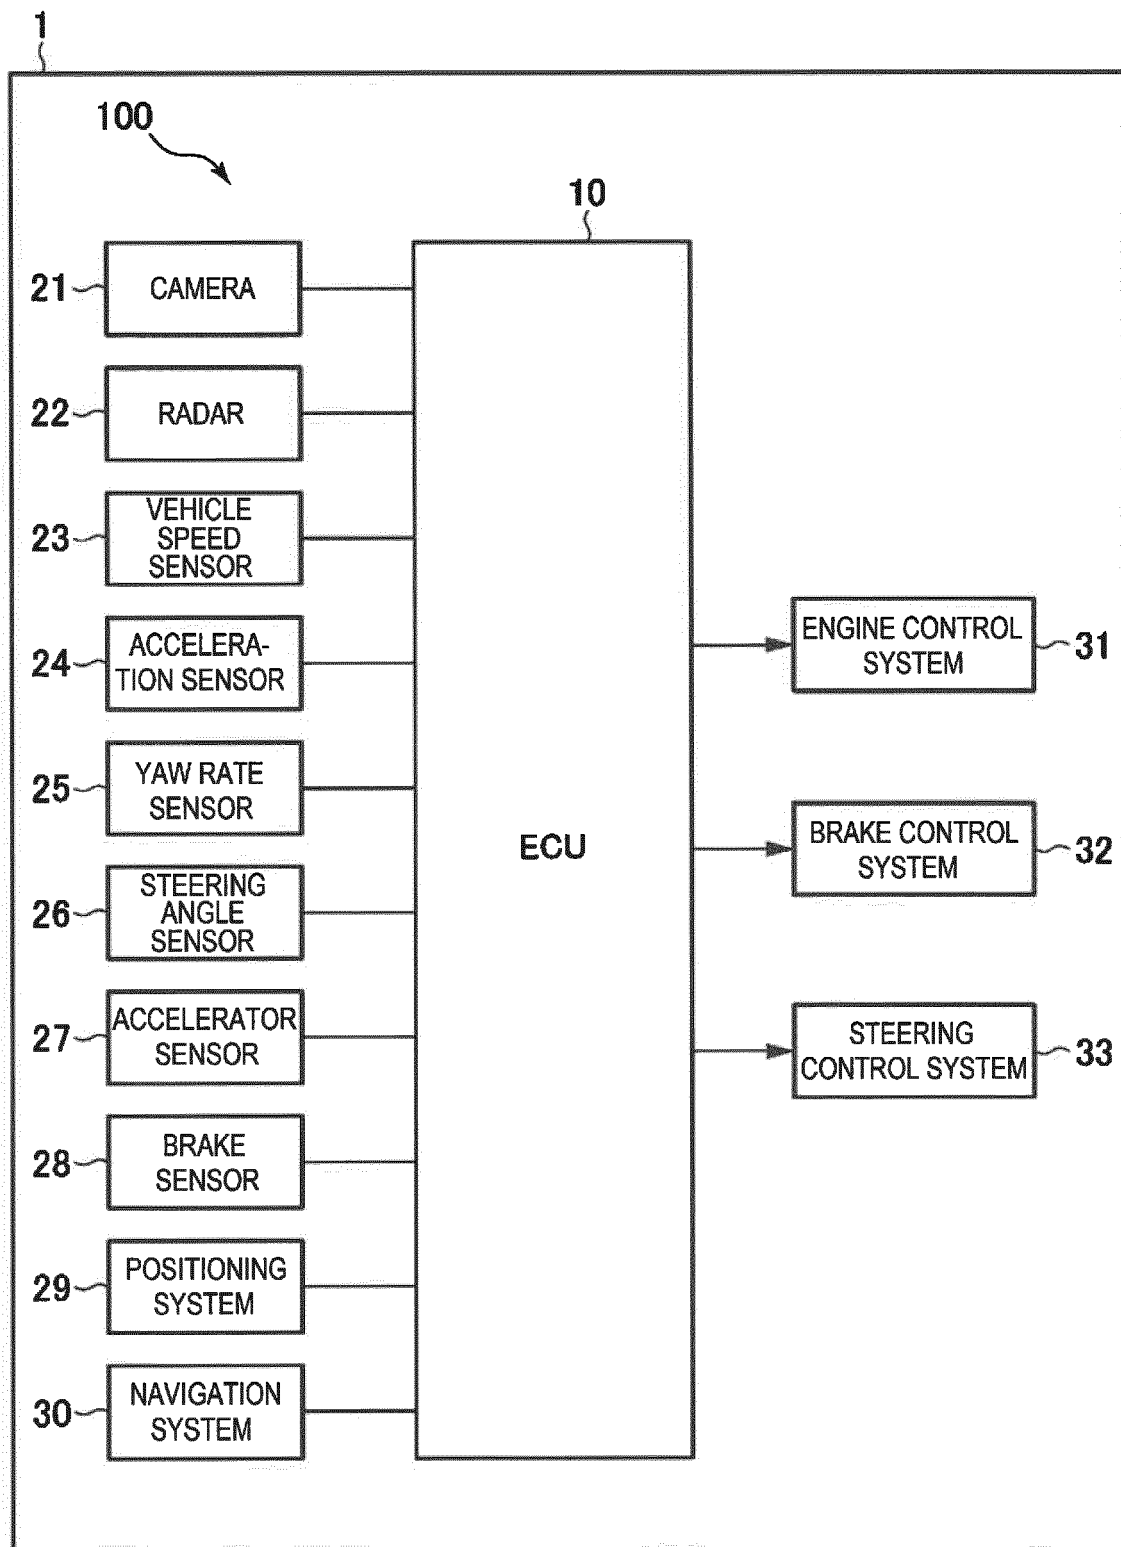 1
100
10
21
CAMERA
22
RADAR
23
VEHICLE
SPEED
SENSOR
24
ACCELERA-
TION SENSOR
25
YAW RATE
SENSOR
26
STEERING
ANGLE
SENSOR
27
ACCELERATOR
SENSOR
28
BRAKE
SENSOR
29
POSITIONING
SYSTEM
30
NAVIGATION
SYSTEM
ECU
ENGINE CONTROL
SYSTEM
31
BRAKE CONTROL
SYSTEM
32
STEERING
CONTROL SYSTEM
33